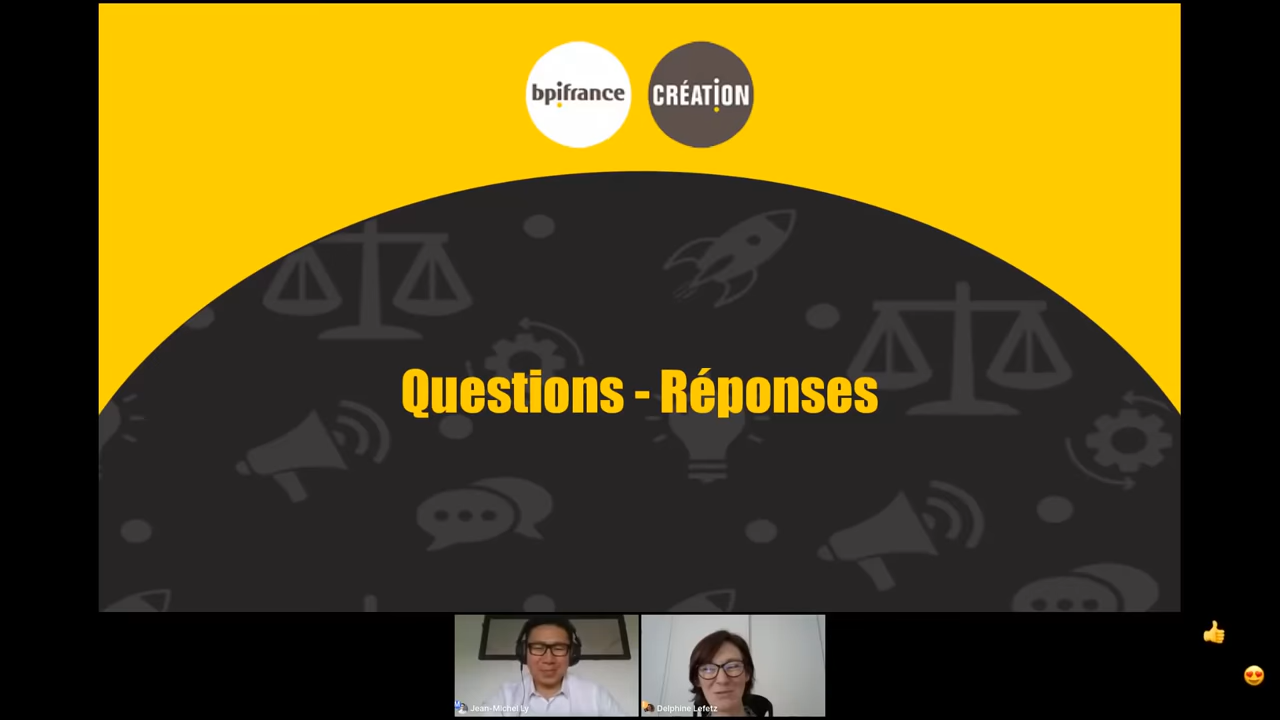 bpifrance
CRÉATION
Questions - Réponses
Jean-Michel Ly
Delphine Lefetz